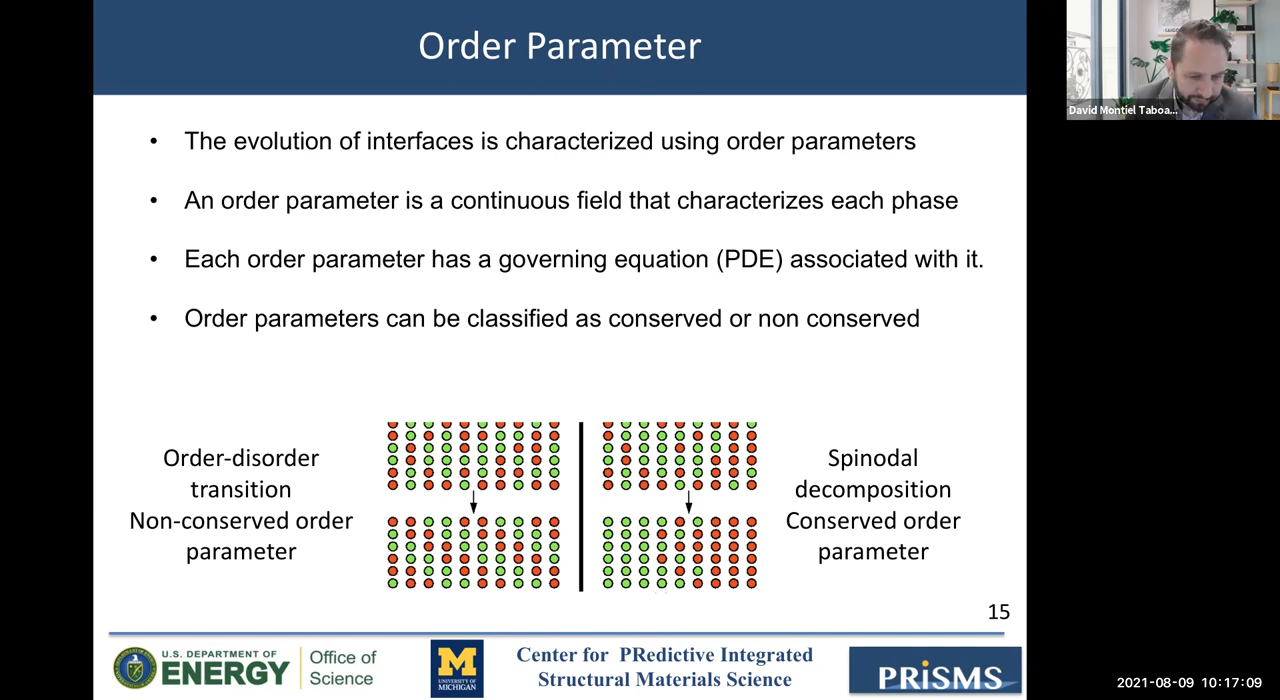 Order Parameter
• The evolution of interfaces is characterized using order parameters
• An order parameter is a continuous field that characterizes each phase
• Each order parameter has a governing equation (PDE) associated with it.
• Order parameters can be classified as conserved or non conserved
Order-disorder
transition
Non-conserved order
parameter
Spinodal
decomposition
Conserved order
parameter
15
U.S. DEPARTMENT OF
ENERGY
Office of
Science
M
UNIVERSITY OF
MICHIGAN
Center for PRedictive Integrated
Structural Materials Science
PRiSMS
David Montiel Taboa...
2021-08-09 10:17:09